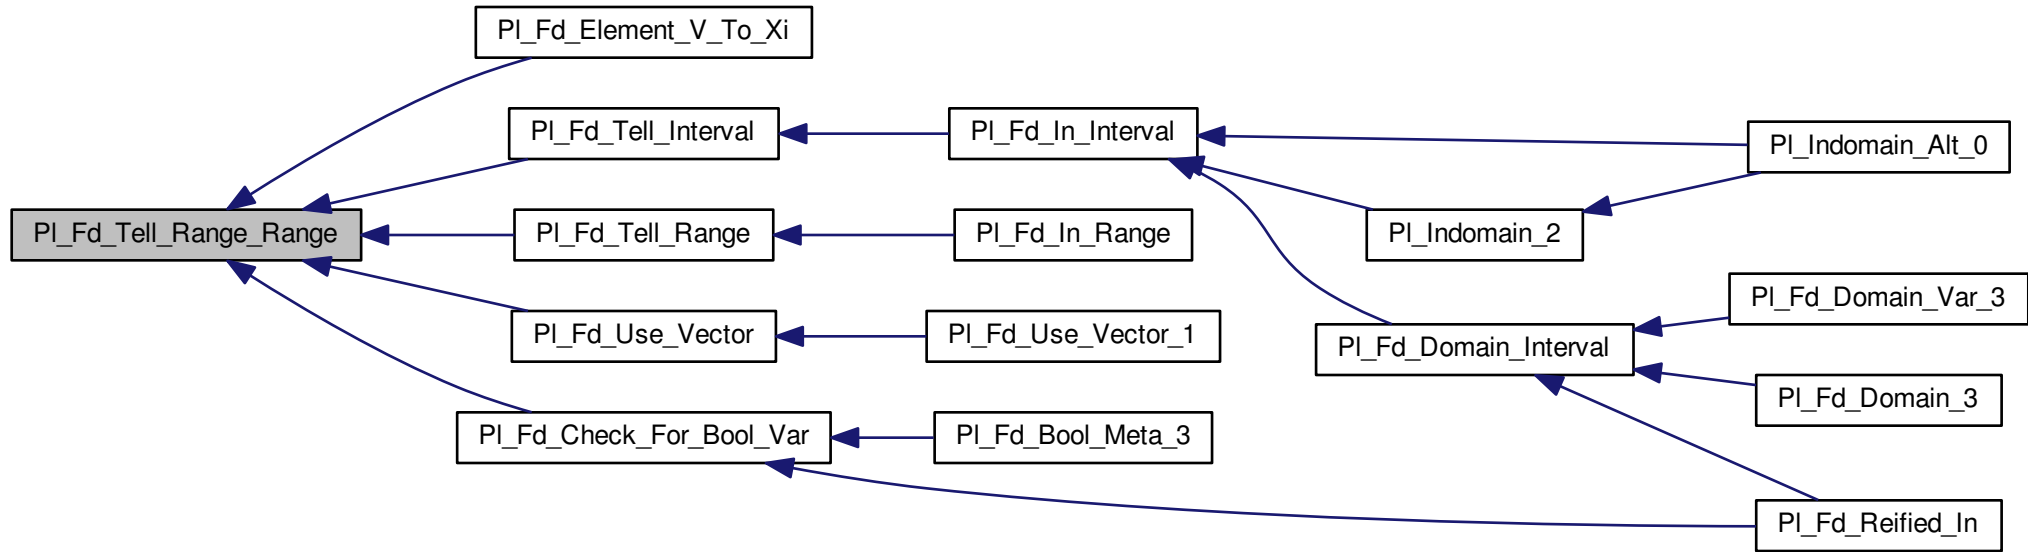 Pl_Fd_Element_V_To_Xi
Pl_Fd_Tell_Interval
Pl_Fd_In_Interval
Pl_Indomain_Alt_0
Pl_Fd_Tell_Range_Range
Pl_Fd_Tell_Range
Pl_Fd_In_Range
Pl_Indomain_2
Pl_Fd_Domain_Var_3
Pl_Fd_Use_Vector
Pl_Fd_Use_Vector_1
Pl_Fd_Domain_Interval
Pl_Fd_Domain_3
Pl_Fd_Check_For_Bool_Var
Pl_Fd_Bool_Meta_3
Pl_Fd_Reified_In